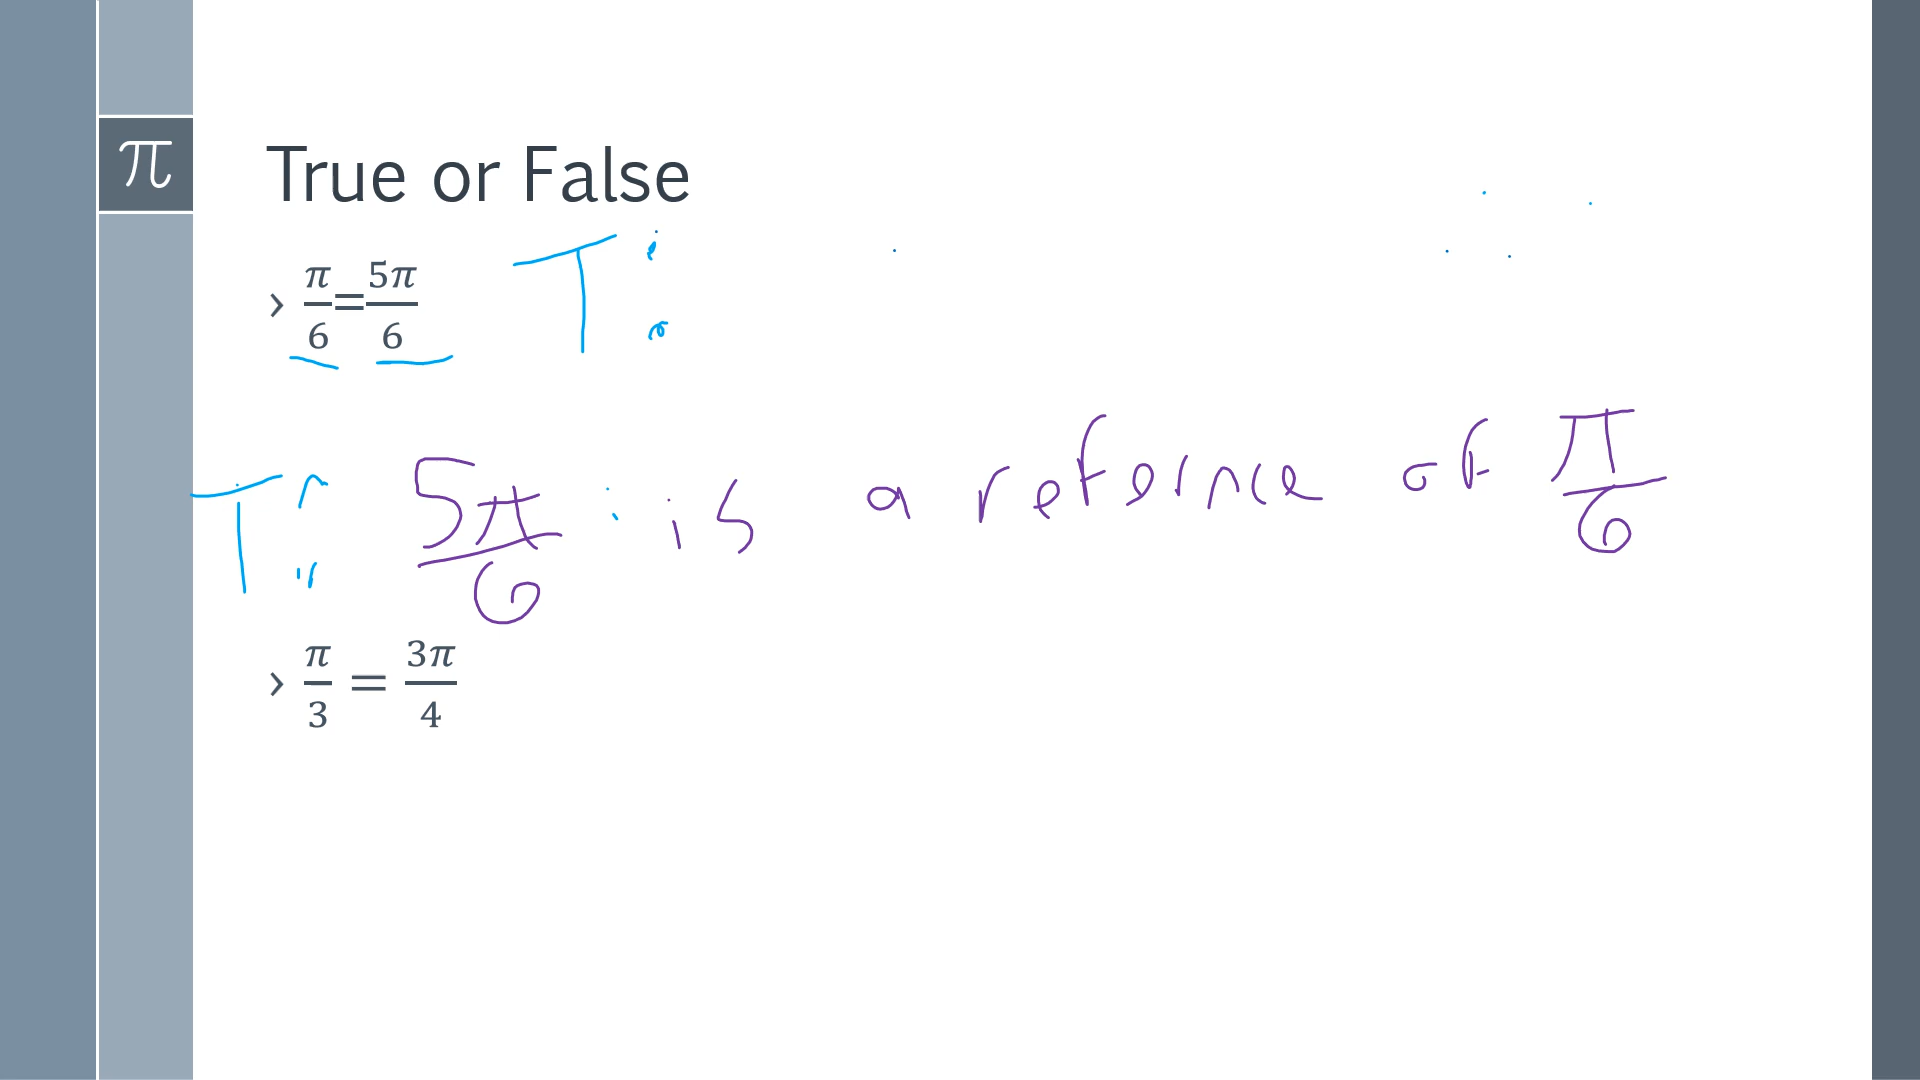 π
True or False
› π/6=5π/6 T
T 5π/6 is a refernce of π/6
› π/3 = 3π/4